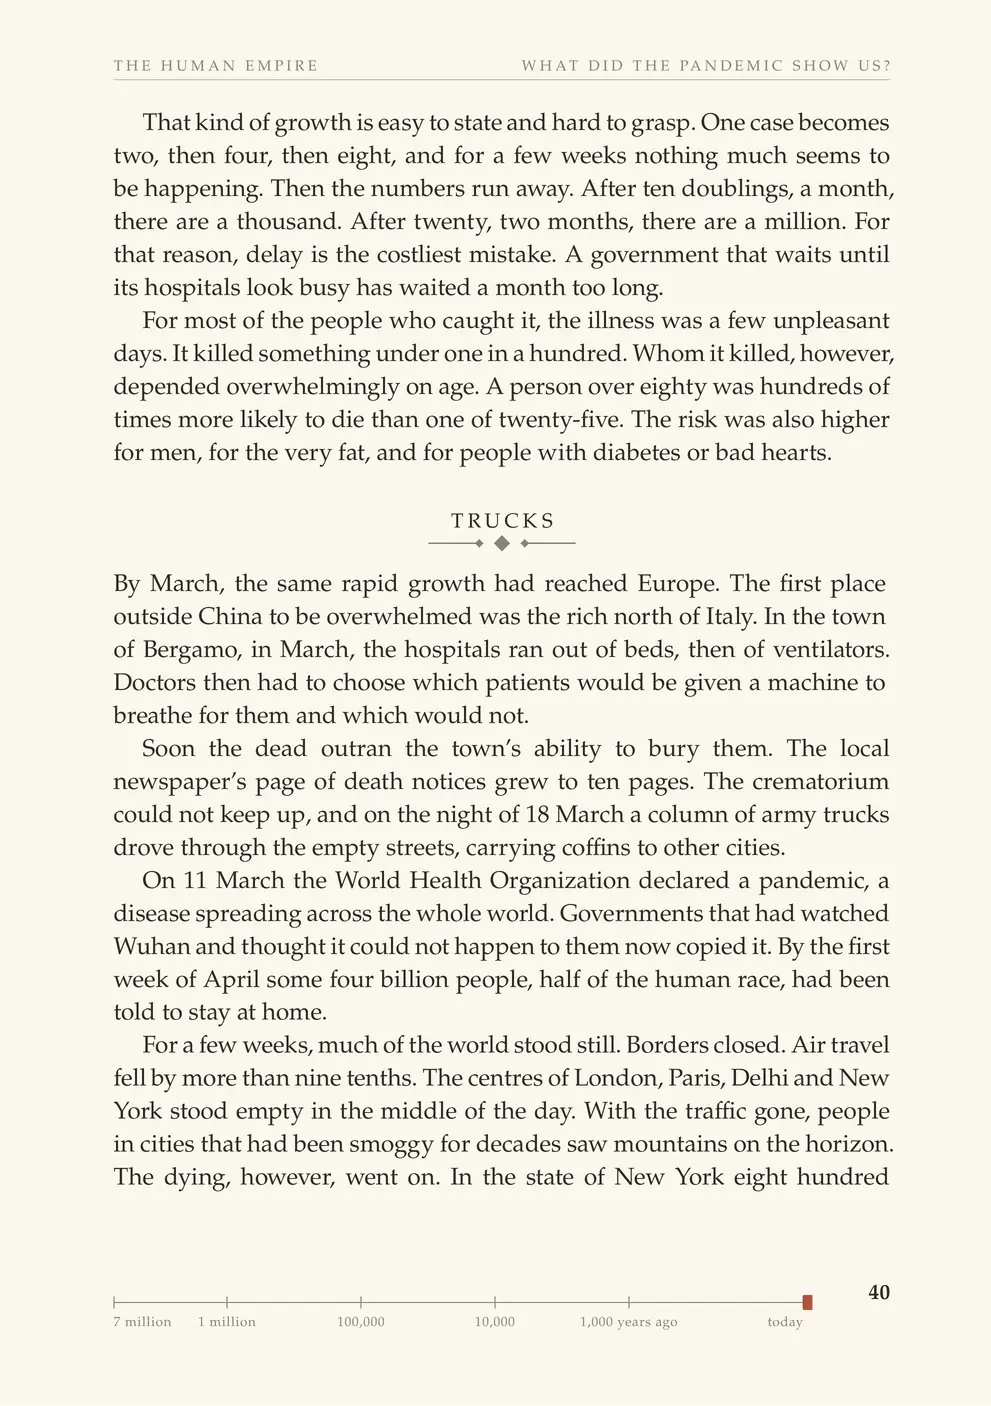 THE HUMAN EMPIRE
WHAT DID THE PANDEMIC SHOW US?
That kind of growth is easy to state and hard to grasp. One case becomes
two, then four, then eight, and for a few weeks nothing much seems to
be happening. Then the numbers run away. After ten doublings, a month,
there are a thousand. After twenty, two months, there are a million. For
that reason, delay is the costliest mistake. A government that waits until
its hospitals look busy has waited a month too long.
For most of the people who caught it, the illness was a few unpleasant
days. It killed something under one in a hundred. Whom it killed, however,
depended overwhelmingly on age. A person over eighty was hundreds of
times more likely to die than one of twenty-five. The risk was also higher
for men, for the very fat, and for people with diabetes or bad hearts.
TRUCKS
By March, the same rapid growth had reached Europe. The first place
outside China to be overwhelmed was the rich north of Italy. In the town
of Bergamo, in March, the hospitals ran out of beds, then of ventilators.
Doctors then had to choose which patients would be given a machine to
breathe for them and which would not.
Soon the dead outran the town’s ability to bury them. The local
newspaper’s page of death notices grew to ten pages. The crematorium
could not keep up, and on the night of 18 March a column of army trucks
drove through the empty streets, carrying coffins to other cities.
On 11 March the World Health Organization declared a pandemic, a
disease spreading across the whole world. Governments that had watched
Wuhan and thought it could not happen to them now copied it. By the first
week of April some four billion people, half of the human race, had been
told to stay at home.
For a few weeks, much of the world stood still. Borders closed. Air travel
fell by more than nine tenths. The centres of London, Paris, Delhi and New
York stood empty in the middle of the day. With the traffic gone, people
in cities that had been smoggy for decades saw mountains on the horizon.
The dying, however, went on. In the state of New York eight hundred
40
7 million 1 million 100,000 10,000 1,000 years ago today